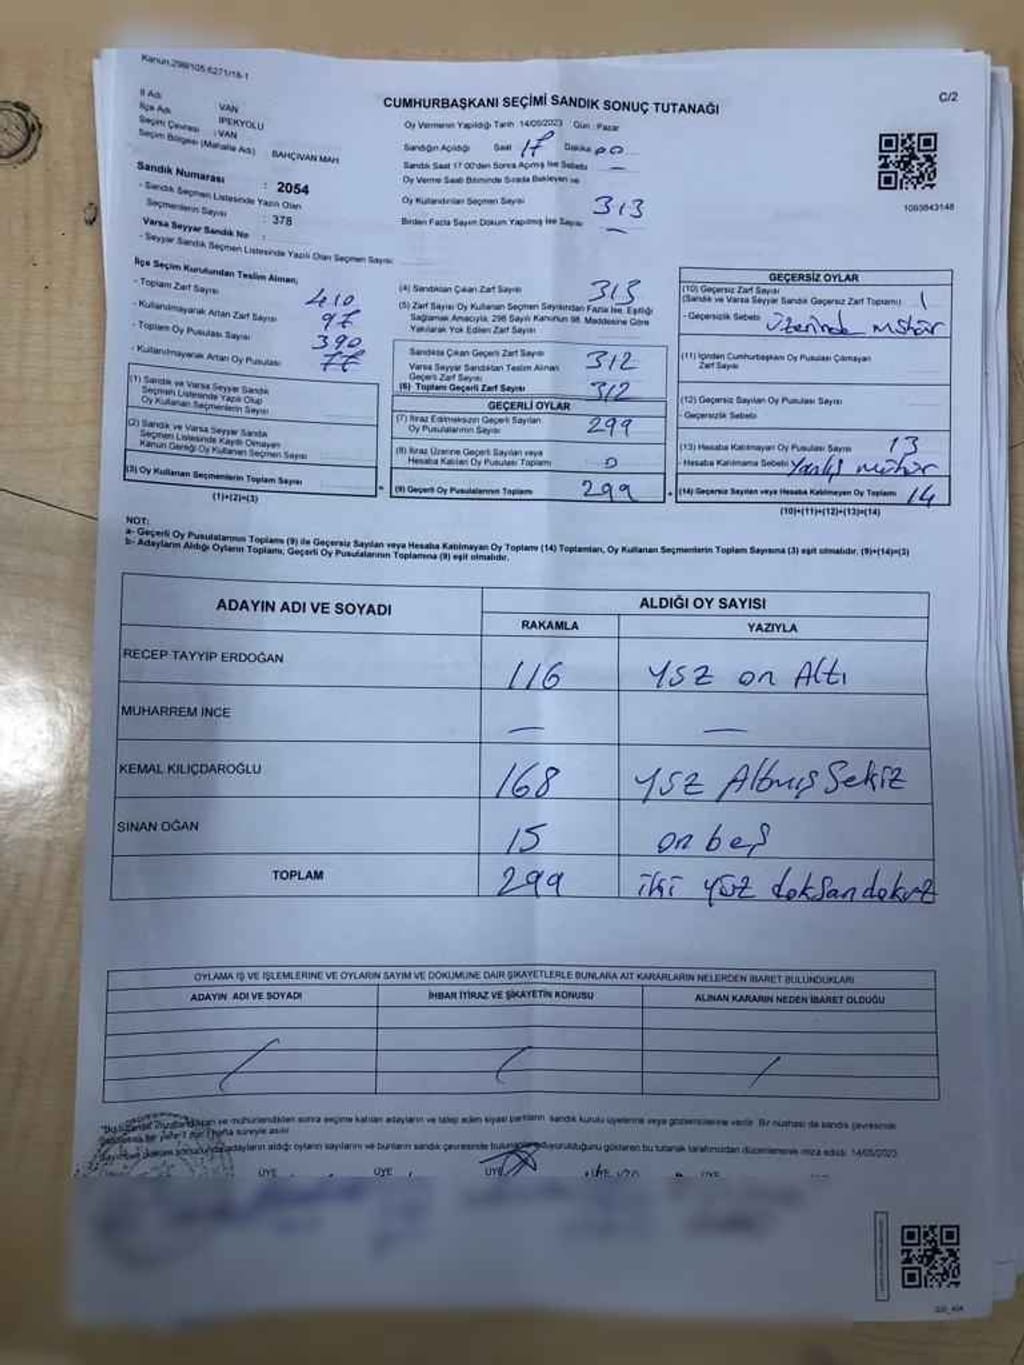 Kanun:298/105;6271/18-1
CUMHURBAŞKANI SEÇİMİ SANDIK SONUÇ TUTANAĞI
C/2
İl Adı VAN
İlçe Adı İPEKYOLU
Seçim Çevresi : VAN
Seçim Bölgesi (Mahalle Adı) BAHÇIVAN MAH
Sandık Numarası : 2054
- Sandık Seçmen Listesinde Yazılı Olan
Seçmenlerin Sayısı : 378
Varsa Seyyar Sandık No :
- Seyyar Sandık Seçmen Listesinde Yazılı Olan Seçmen Sayısı
Oy Vermenin Yapıldığı Tarih 14/05/2023 Gün : Pazar
Sandığın Açıldığı Saat 17 Dakika 00
Sandık Saat 17.00'den Sonra Açılmış İse Sebebi —
Oy Verme Saati Bitiminde Sırada Bekleyen ve
Oy Kullandırılan Seçmen Sayısı 313
Birden Fazla Sayım Döküm Yapılmış İse Sayısı —
1093843148
İlçe Seçim Kurulundan Teslim Alınan;
- Toplam Zarf Sayısı 410
- Kullanılmayarak Artan Zarf Sayısı 97
- Toplam Oy Pusulası Sayısı 390
- Kullanılmayarak Artan Oy Pusulası 77
(1) Sandık ve Varsa Seyyar Sandık
Seçmen Listesinde Yazılı Olup
Oy Kullanan Seçmenlerin Sayısı
(2) Sandık ve Varsa Seyyar Sandık
Seçmen Listesinde Kayıtlı Olmayan
Kanun Gereği Oy Kullanan Seçmen Sayısı
(3) Oy Kullanan Seçmenlerin Toplam Sayısı
(1)+(2)=(3)
(4) Sandıktan Çıkan Zarf Sayısı 313
(5) Zarf Sayısı Oy Kullanan Seçmen Sayısından Fazla İse, Eşitliği
Sağlamak Amacıyla, 298 Sayılı Kanunun 98. Maddesine Göre
Yakılarak Yok Edilen Zarf Sayısı
Sandıkta Çıkan Geçerli Zarf Sayısı 312
Varsa Seyyar Sandıktan Teslim Alınan
Geçerli Zarf Sayısı
(6) Toplam Geçerli Zarf Sayısı 312
GEÇERLİ OYLAR
(7) İtiraz Edilmeksizin Geçerli Sayılan
Oy Pusulalarının Sayısı 299
(8) İtiraz Üzerine Geçerli Sayılan veya
Hesaba Katılan Oy Pusulası Toplamı 0
(9) Geçerli Oy Pusulalarının Toplamı 299
GEÇERSİZ OYLAR
(10) Geçersiz Zarf Sayısı
(Sandık ve Varsa Seyyar Sandık Geçersiz Zarf Toplamı) 1
- Geçersizlik Sebebi Üzerinde mühür
(11) İçinden Cumhurbaşkanı Oy Pusulası Çıkmayan
Zarf Sayısı
(12) Geçersiz Sayılan Oy Pusulası Sayısı
- Geçersizlik Sebebi
(13) Hesaba Katılmayan Oy Pusulası Sayısı 13
- Hesaba Katılmama Sebebi Yanlış mühür
(14) Geçersiz Sayılan veya Hesaba Katılmayan Oy Toplamı 14
(10)+(11)+(12)+(13)=(14)
NOT:
a- Geçerli Oy Pusulasının Toplamı (9) ile Geçersiz Sayılan veya Hesaba Katılmayan Oy Toplamı (14) Toplamları, Oy Kullanan Seçmenlerin Toplam Sayısına (3) eşit olmalıdır. (9)+(14)=(3)
b- Adayların Aldığı Oyların Toplamı, Geçerli Oy Pusulalarının Toplamına (9) eşit olmalıdır.
ADAYIN ADI VE SOYADI
ALDIĞI OY SAYISI
RAKAMLA YAZIYLA
RECEP TAYYİP ERDOĞAN 116 yüz on Altı
MUHARREM İNCE — —
KEMAL KILIÇDAROĞLU 168 yüz Altmış Sekiz
SİNAN OĞAN 15 on beş
TOPLAM 299 iki yüz doksan dokuz
OYLAMA İŞ VE İŞLEMLERİNE VE OYLARIN SAYIM VE DÖKÜMÜNE DAİR ŞİKAYETLERLE BUNLARA AİT KARARLARIN NELERDEN İBARET BULUNDUKLARI
ADAYIN ADI VE SOYADI İHBAR İTİRAZ VE ŞİKAYETİN KONUSU ALINAN KARARIN NEDEN İBARET OLDUĞU
ve mühürlendikten sonra seçime katılan adayların ve talep eden siyasi partilerin sandık kurulu üyelerine veya gözlemcilerine verilir. Bir nüshası da sandık çevresinde
hafta süreyle asılır
adayların aldığı oyların sayılarını ve bunların sandık çevresinde duyurulduğunu gösteren bu tutanak tarafımızdan düzenlenerek imza edildi. 14/05/2023
ÜYE ÜYE ÜYE ÜYE